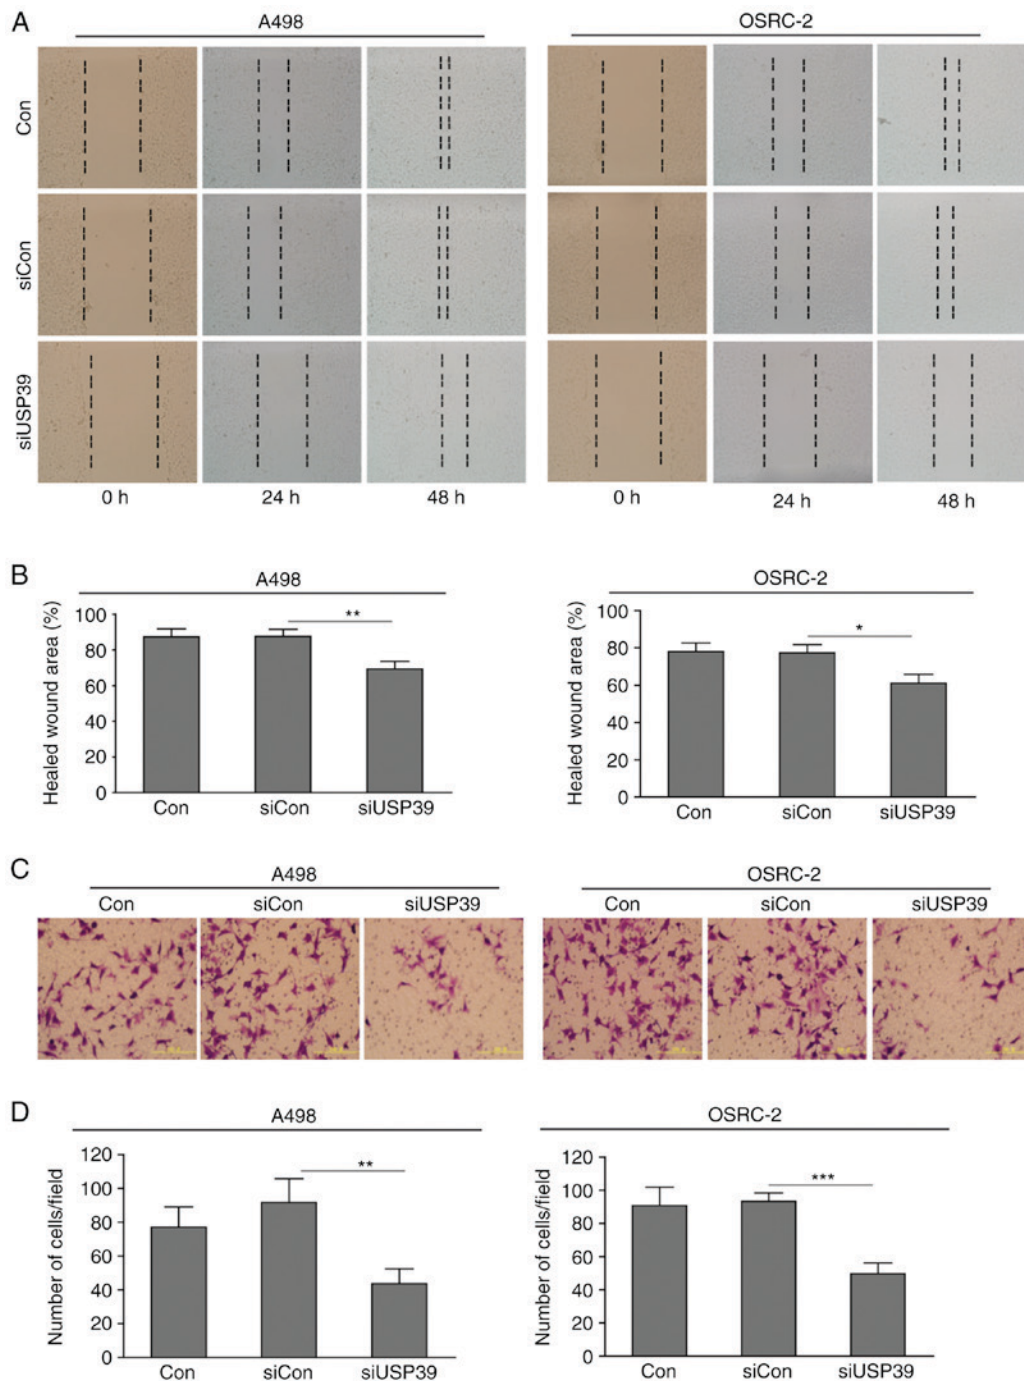 A
A498
OSRC-2
Con
siCon
siUSP39
0 h
24 h
48 h
0 h
24 h
48 h
B
A498
Healed wound area (%)
100
80
60
40
20
0
**
Con
siCon
siUSP39
OSRC-2
Healed wound area (%)
100
80
60
40
20
0
*
Con
siCon
siUSP39
C
A498
OSRC-2
Con
siCon
siUSP39
Con
siCon
siUSP39
D
A498
Number of cells/field
120
100
80
60
40
20
0
**
Con
siCon
siUSP39
OSRC-2
Number of cells/field
120
100
80
60
40
20
0
***
Con
siCon
siUSP39